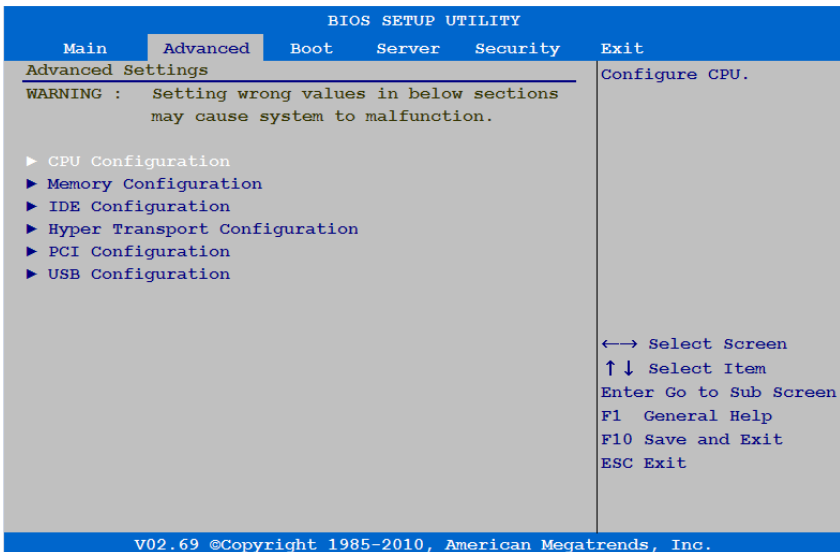 BIOS SETUP UTILITY
Main Advanced Boot Server Security Exit
Advanced Settings
WARNING : Setting wrong values in below sections
may cause system to malfunction.
► CPU Configuration
► Memory Configuration
► IDE Configuration
► Hyper Transport Configuration
► PCI Configuration
► USB Configuration
Configure CPU.
←→ Select Screen
↑↓ Select Item
Enter Go to Sub Screen
F1 General Help
F10 Save and Exit
ESC Exit
V02.69 ©Copyright 1985-2010, American Megatrends, Inc.